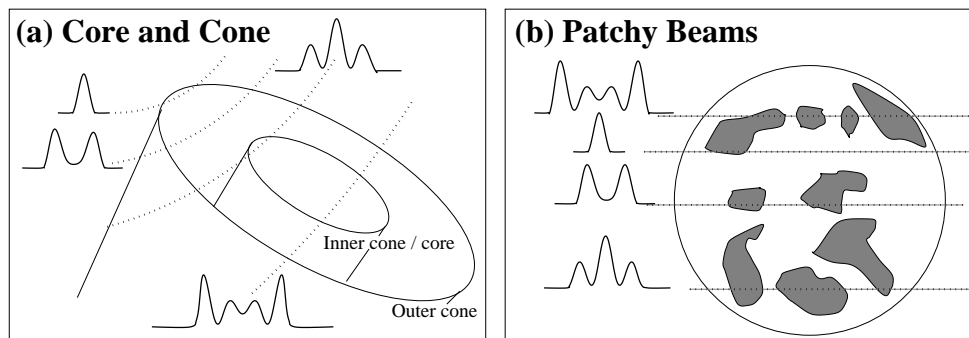 (a) Core and Cone
Inner cone / core
Outer cone
(b) Patchy Beams